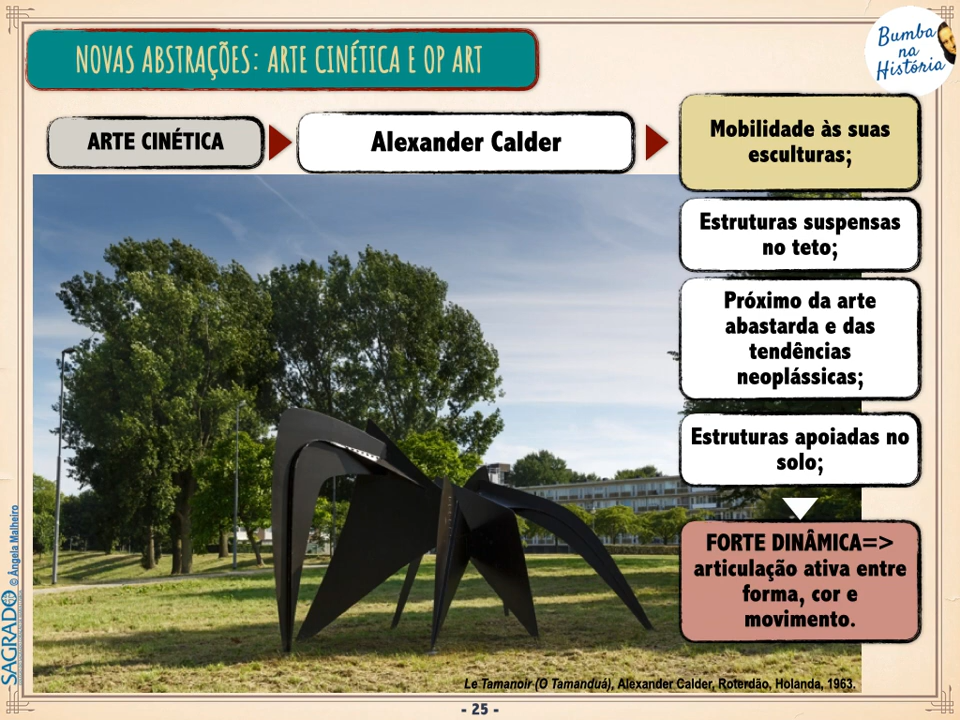 NOVAS ABSTRAÇÕES: ARTE CINÉTICA E OP ART
Bumba
na
História
ARTE CINÉTICA
Alexander Calder
Mobilidade às suas
esculturas;
Estruturas suspensas
no teto;
Próximo da arte
abastarda e das
tendências
neoplássicas;
Estruturas apoiadas no
solo;
FORTE DINÂMICA=>
articulação ativa entre
forma, cor e
movimento.
Le Tamanoir (O Tamanduá), Alexander Calder, Roterdão, Holanda, 1963.
SAGRADO
© Ângela Malheiro
- 25 -